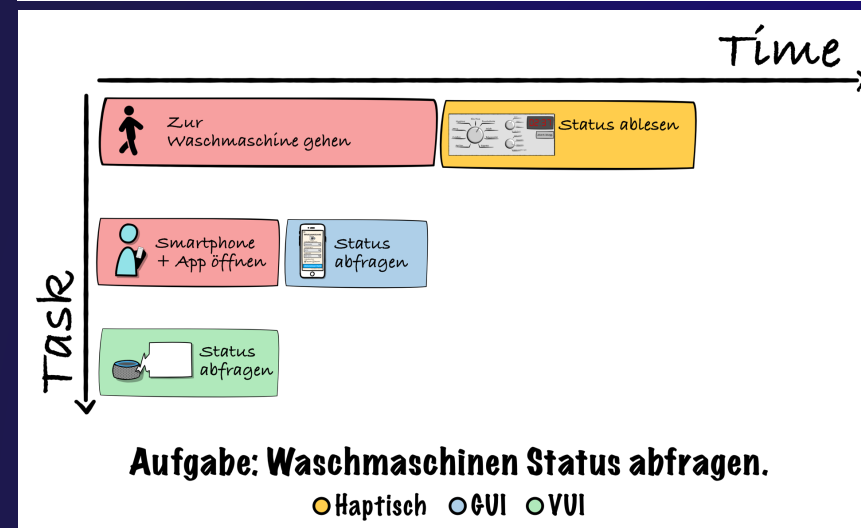 Time
Zur
Waschmaschine gehen
Status ablesen
Smartphone
+ App öffnen
Status
abfragen
Task
Status
abfragen
Aufgabe: Waschmaschinen Status abfragen.
Haptisch GUI VUI